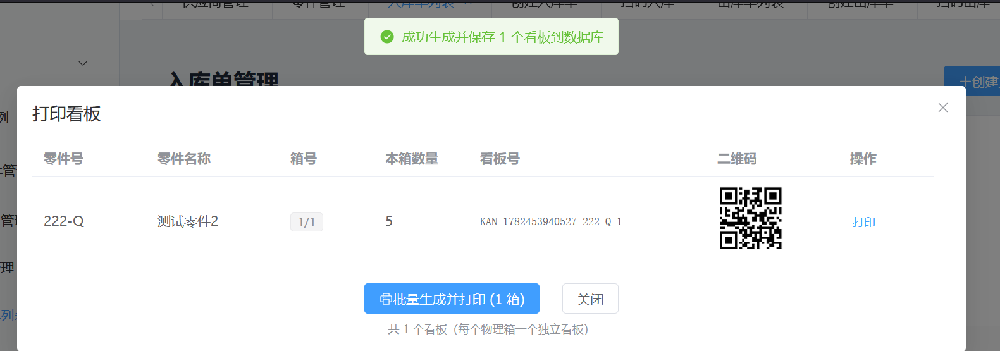 供应商管理 零件管理 入库单列表 创建入库单 扫码入库 出库单列表 创建出库单 扫码出库
成功生成并保存 1 个看板到数据库
入库单管理
创建
打印看板
例
零件号 零件名称 箱号 本箱数量 看板号 二维码 操作
222-Q 测试零件2 1/1 5 KAN-1782453940527-222-Q-1 打印
管理
批量生成并打印 (1 箱) 关闭
共 1 个看板（每个物理箱一个独立看板）